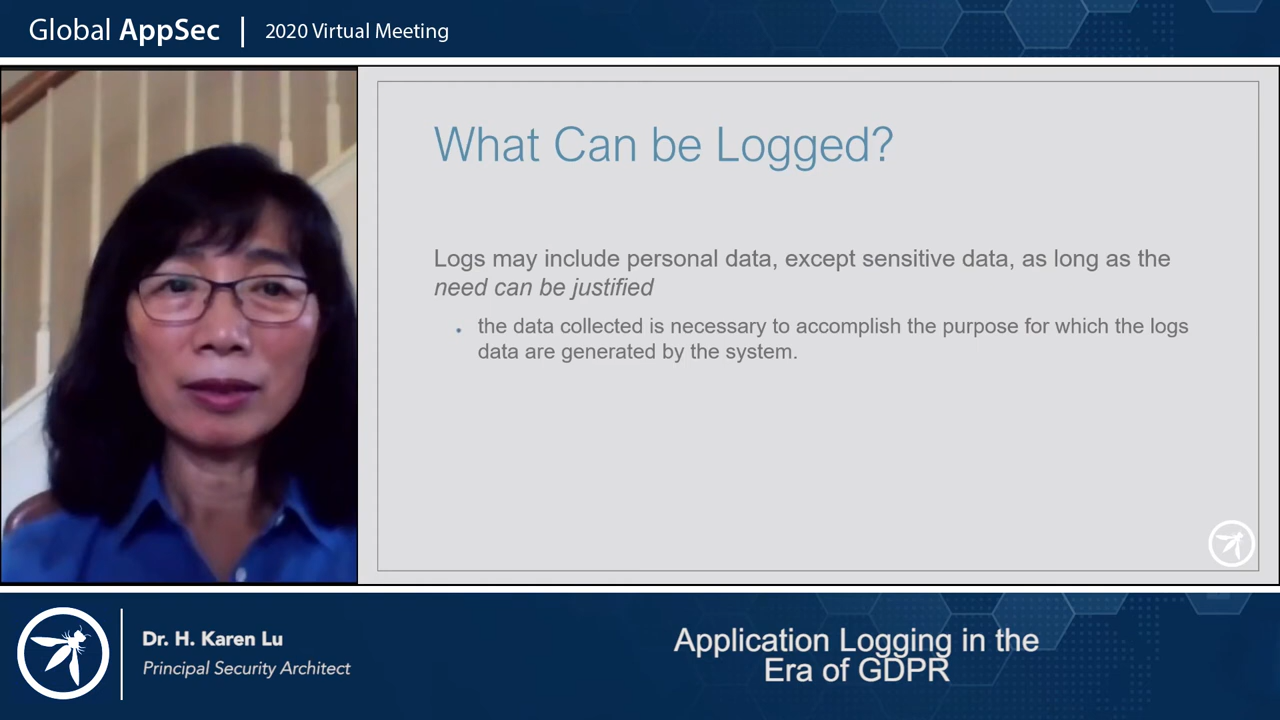 Global AppSec | 2020 Virtual Meeting
What Can be Logged?
Logs may include personal data, except sensitive data, as long as the
need can be justified
• the data collected is necessary to accomplish the purpose for which the logs
data are generated by the system.
Dr. H. Karen Lu
Principal Security Architect
Application Logging in the
Era of GDPR